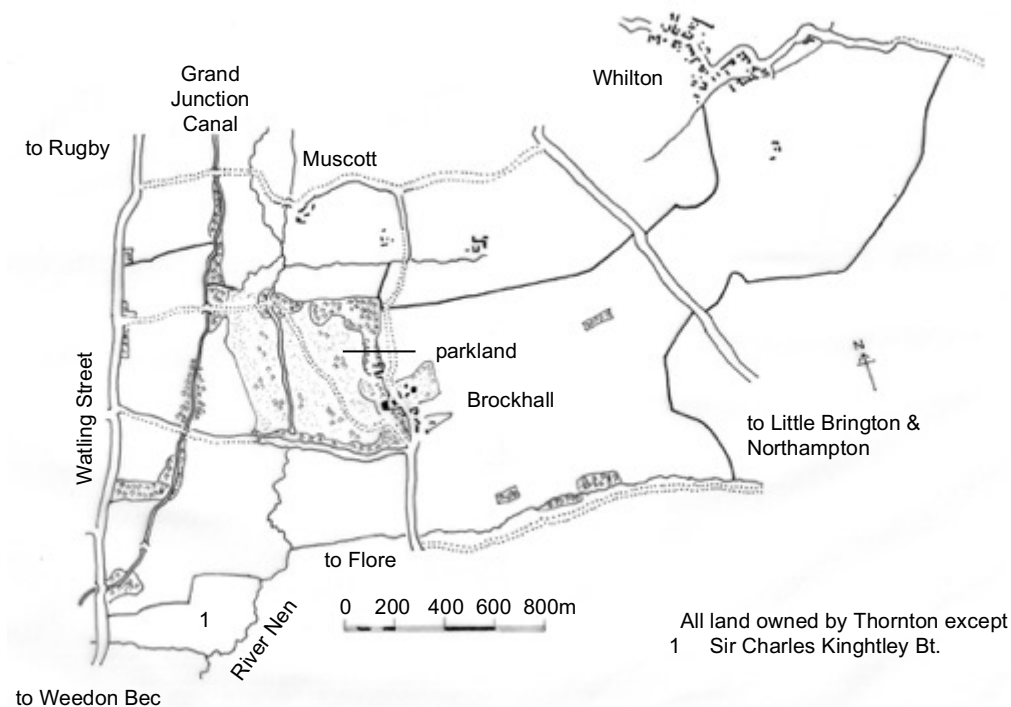 Whilton
Grand
Junction
Canal
to Rugby
Muscott
parkland
N
Brockhall
Watling Street
to Little Brington &
Northampton
to Flore
0 200 400 600 800m
1
River Nen
All land owned by Thornton except
1 Sir Charles Kinghtley Bt.
to Weedon Bec